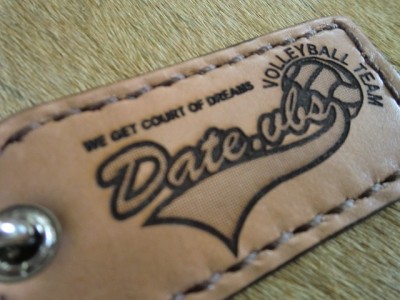 WE GET COURT OF DREAMS
VOLLEYBALL TEAM
Date.vbs